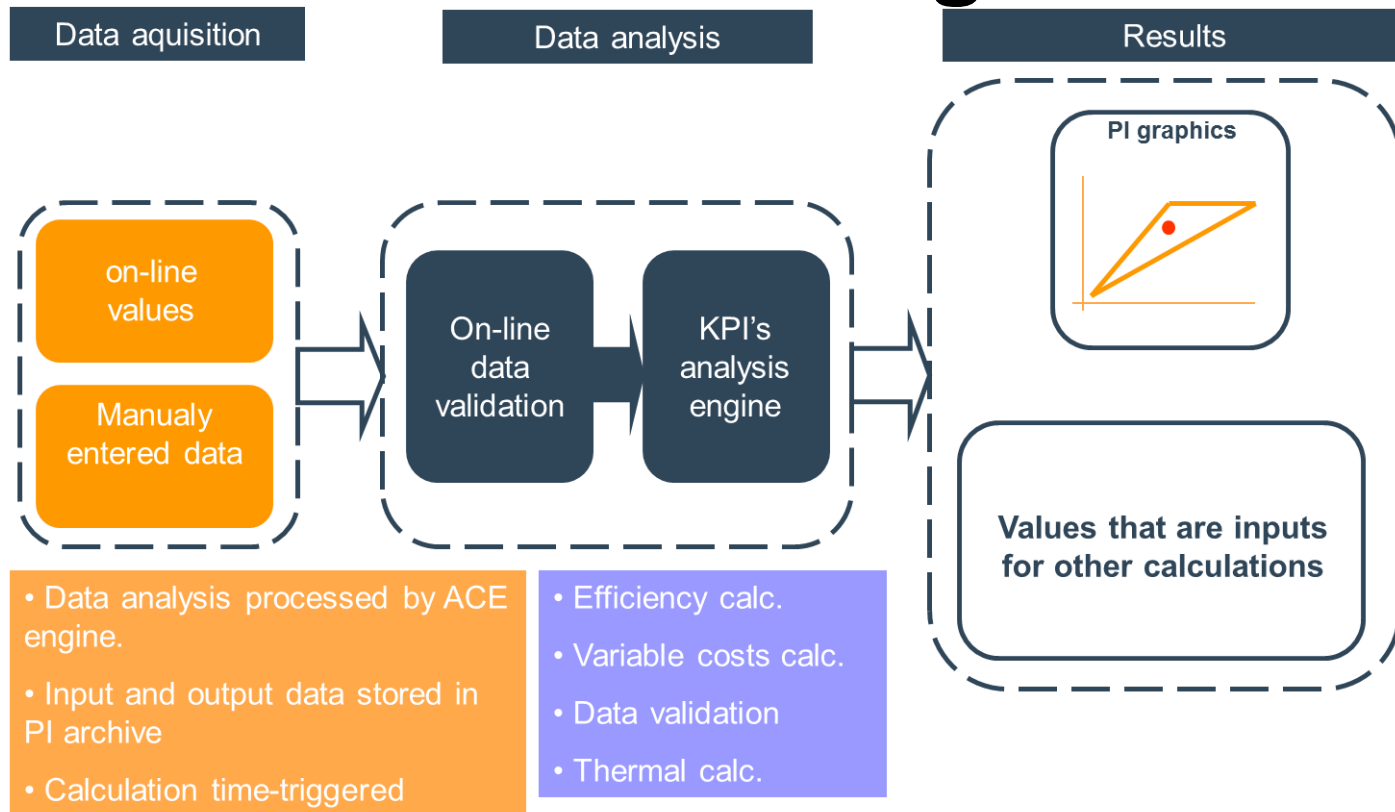 Data aquisition
Data analysis
Results
on-line
values
Manualy
entered data
On-line
data
validation
KPI's
analysis
engine
PI graphics
Values that are inputs
for other calculations
• Data analysis processed by ACE
engine.
• Input and output data stored in
PI archive
• Calculation time-triggered
• Efficiency calc.
• Variable costs calc.
• Data validation
• Thermal calc.